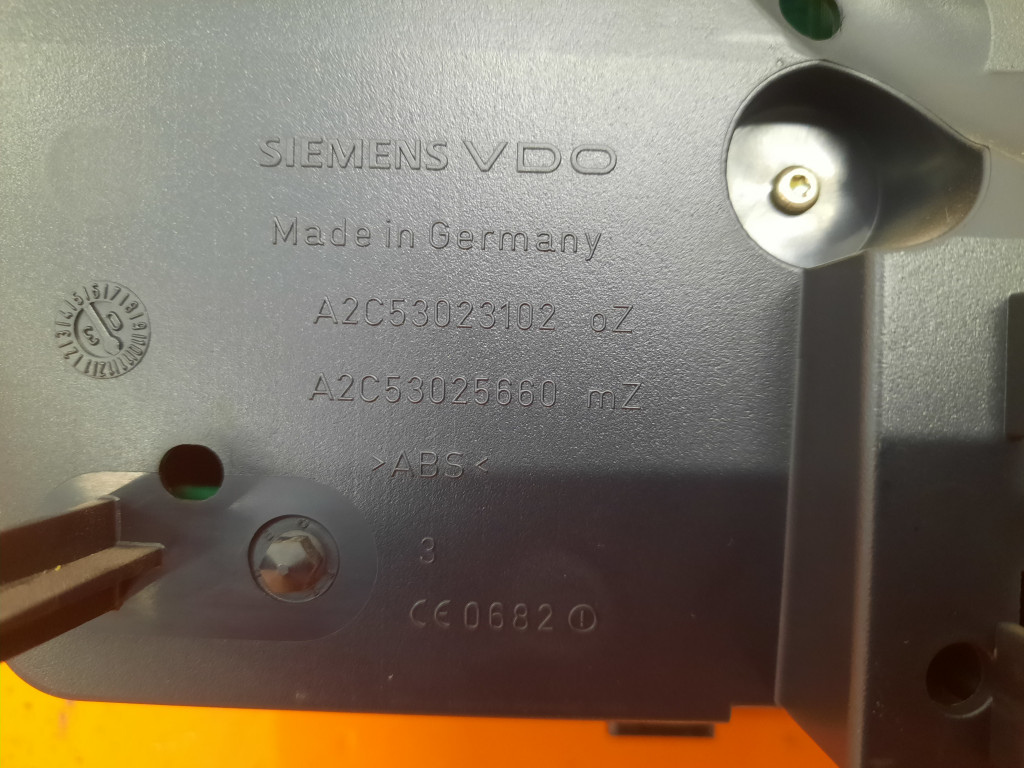 SIEMENS VDO
Made in Germany
A2C53023102 oZ
A2C53025660 mZ
>ABS<
3
CE 0682